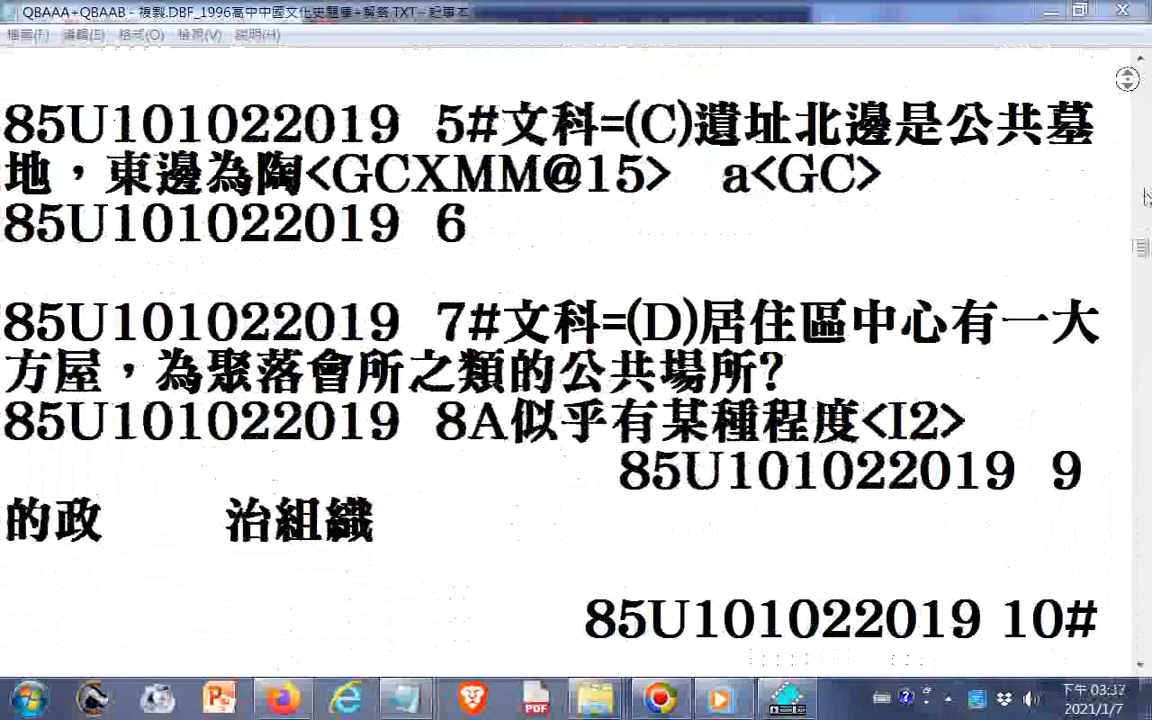 QBAAA+QBAAB - 複製.DBF_1996高中中國文化史題庫+解答.TXT - 記事本
檔案(F) 編輯(E) 格式(O) 檢視(V) 說明(H)
85U101022019 5#文科=(C)遺址北邊是公共墓
地，東邊為陶<GCXMM@15> a<GC>
85U101022019 6
85U101022019 7#文科=(D)居住區中心有一大
方屋，為聚落會所之類的公共場所?
85U101022019 8A似乎有某種程度<I2>
85U101022019 9
的政 治組織
85U101022019 10#
PDF
下午 03:37
2021/1/7